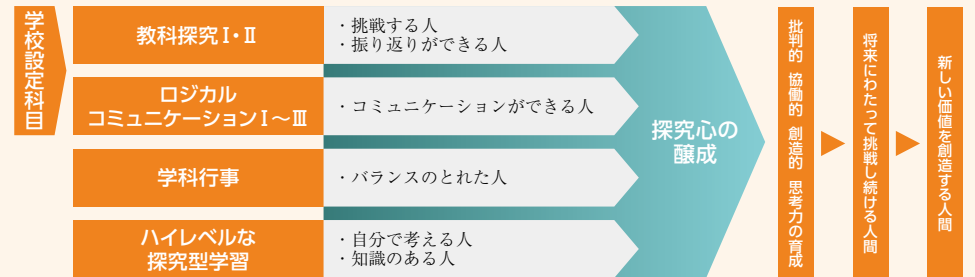 学校設定科目
教科探究Ⅰ・Ⅱ
・挑戦する人
・振り返りができる人
ロジカル
コミュニケーションⅠ～Ⅲ
・コミュニケーションができる人
学科行事
・バランスのとれた人
ハイレベルな
探究型学習
・自分で考える人
・知識のある人
探究心の
醸成
批判的 協働的 創造的 思考力の育成
将来にわたって挑戦し続ける人間
新しい価値を創造する人間